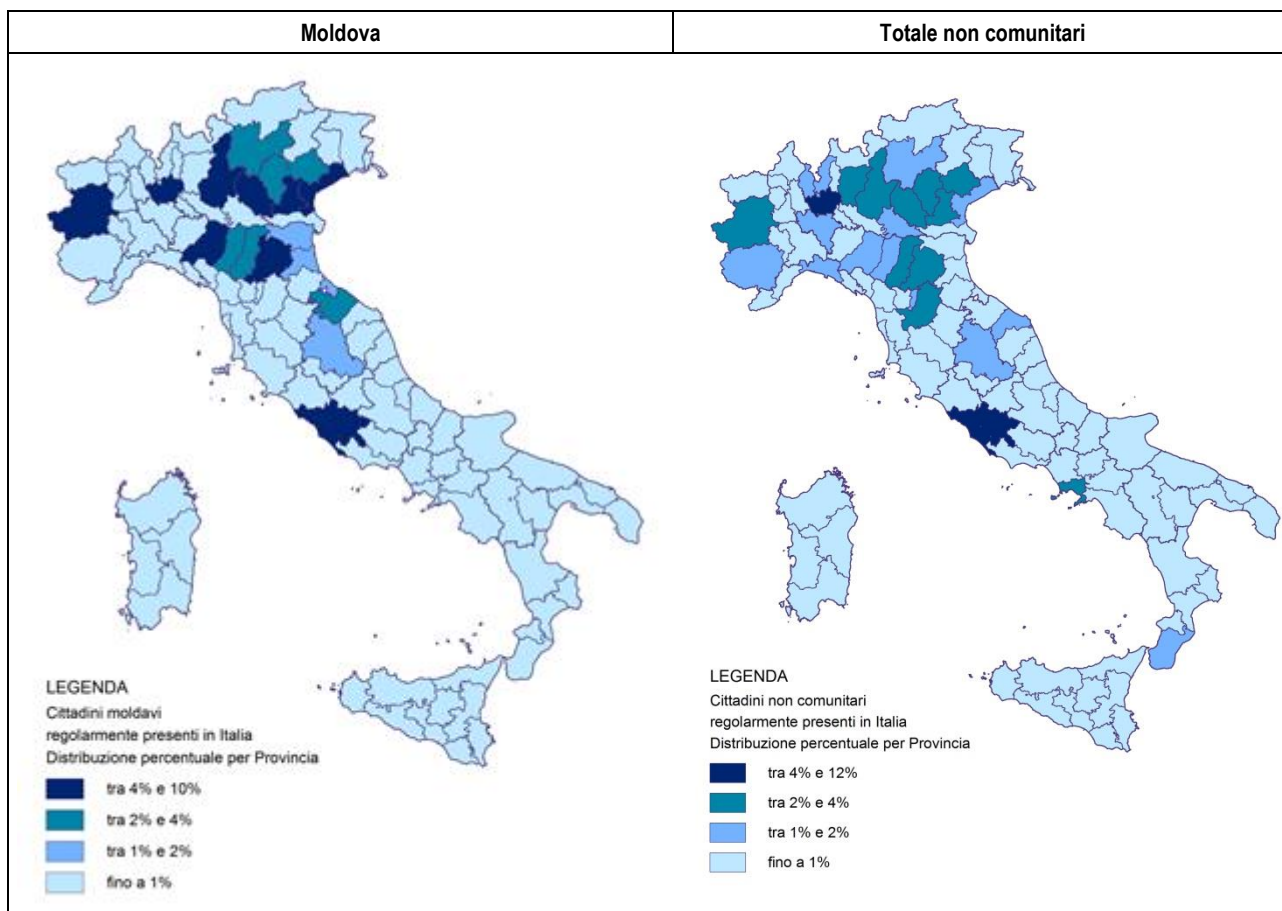 Moldova
Totale non comunitari
LEGENDA
Cittadini moldavi
regolarmente presenti in Italia
Distribuzione percentuale per Provincia
tra 4% e 10%
tra 2% e 4%
tra 1% e 2%
fino a 1%
LEGENDA
Cittadini non comunitari
regolarmente presenti in Italia
Distribuzione percentuale per Provincia
tra 4% e 12%
tra 2% e 4%
tra 1% e 2%
fino a 1%